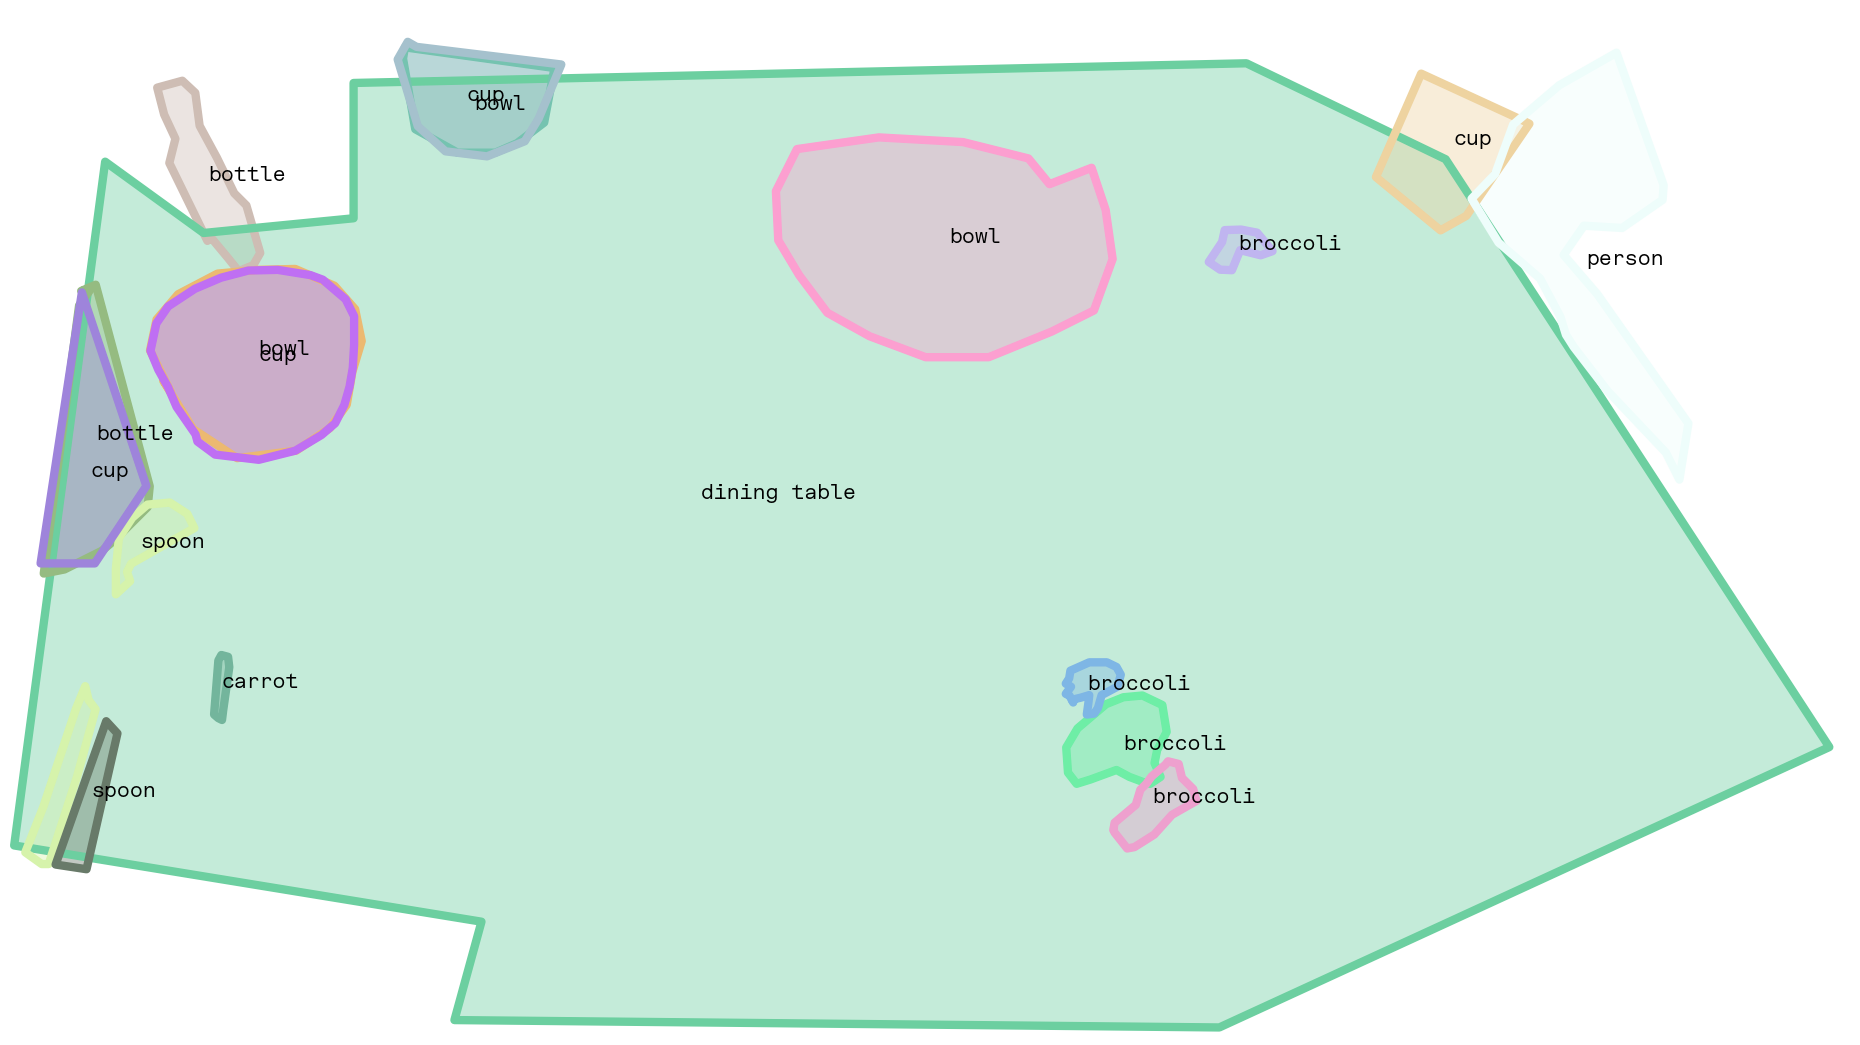 cup
bowl
cup
bottle
bowl
broccoli
person
bowl
cup
bottle
cup
dining table
spoon
carrot
broccoli
broccoli
spoon
broccoli